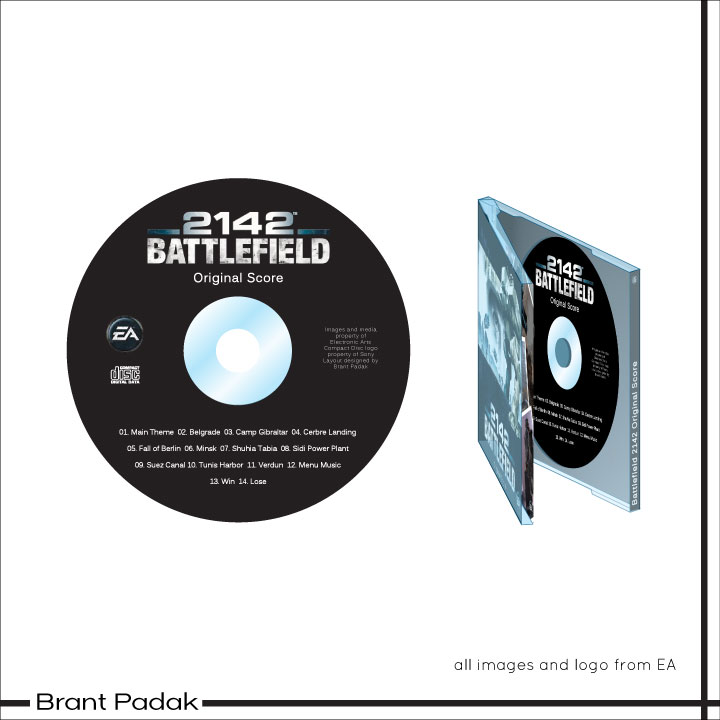 2142™
BATTLEFIELD
Original Score
EA
COMPACT
disc
DIGITAL DATA
Images and media
property of
Electronic Arts
Compact Disc logo
property of Sony
Layout designed by
Brant Padak
01. Main Theme 02. Belgrade 03. Camp Gibraltar 04. Cerbre Landing
05. Fall of Berlin 06. Minsk 07. Shuhia Tabia 08. Sidi Power Plant
09. Suez Canal 10. Tunis Harbor 11. Verdun 12. Menu Music
13. Win 14. Lose
2142
BATTLEFIELD
Original Score
2142
BATTLEFIELD
Battlefield 2142 Original Score
all images and logo from EA
Brant Padak